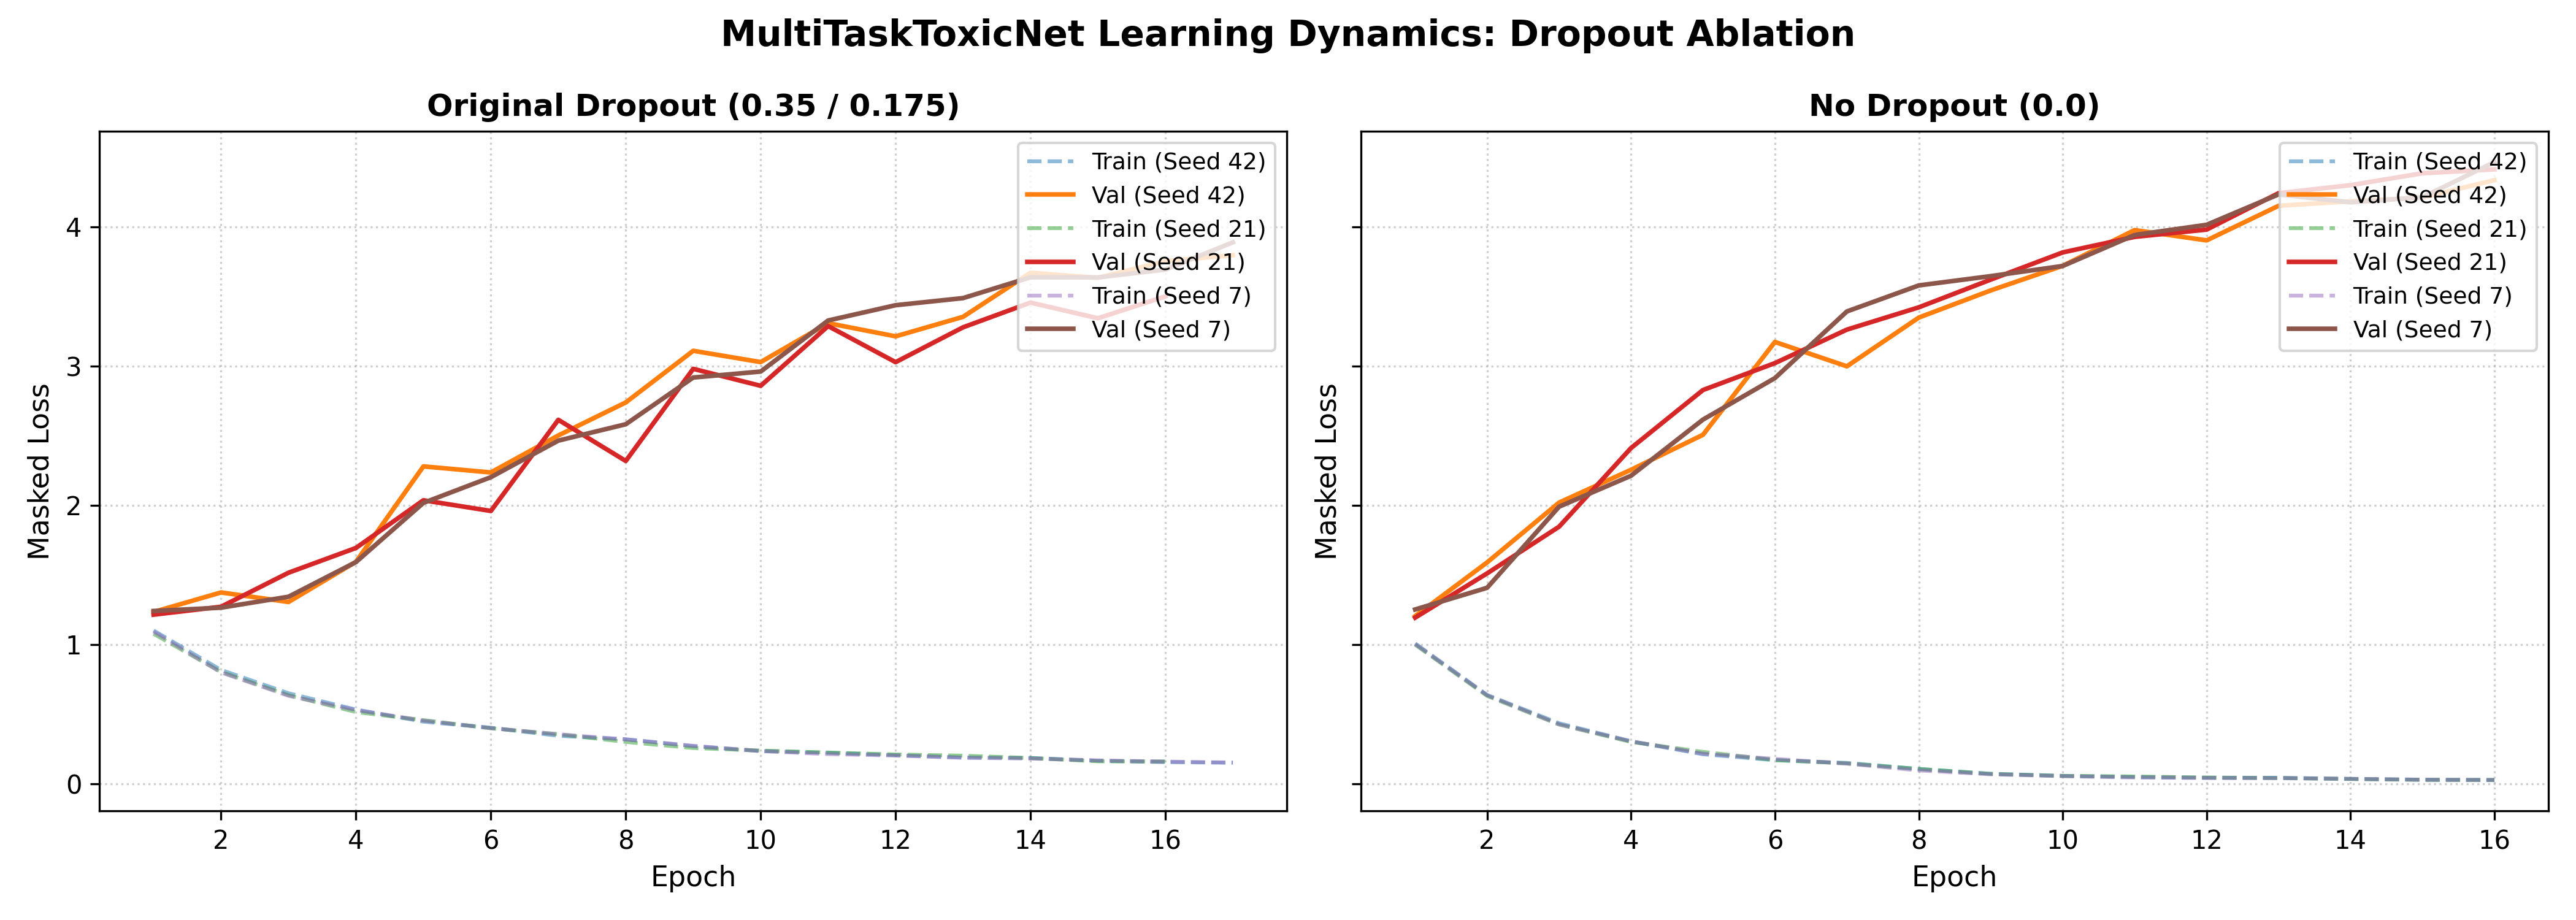 MultiTaskToxicNet Learning Dynamics: Dropout Ablation
Original Dropout (0.35 / 0.175)
Masked Loss
4
3
2
1
0
Train (Seed 42)
Val (Seed 42)
Train (Seed 21)
Val (Seed 21)
Train (Seed 7)
Val (Seed 7)
2 4 6 8 10 12 14 16
Epoch
No Dropout (0.0)
Masked Loss
Train (Seed 42)
Val (Seed 42)
Train (Seed 21)
Val (Seed 21)
Train (Seed 7)
Val (Seed 7)
2 4 6 8 10 12 14 16
Epoch